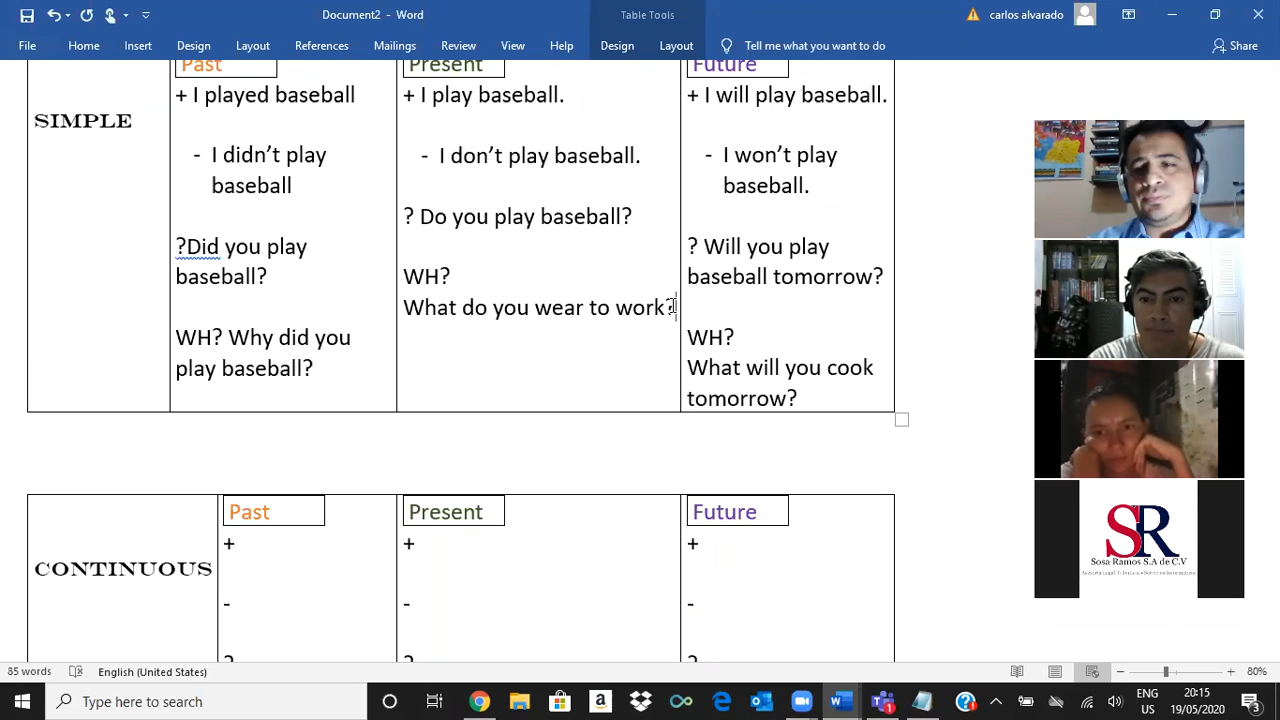 Document2 - Word
Table Tools
carlos alvarado
File Home Insert Design Layout References Mailings Review View Help Design Layout Tell me what you want to do Share
Past Present Future
SIMPLE
+ I played baseball
- I didn't play
baseball
?Did you play
baseball?
WH? Why did you
play baseball?
+ I play baseball.
- I don't play baseball.
? Do you play baseball?
WH?
What do you wear to work?
+ I will play baseball.
- I won't play
baseball.
? Will you play
baseball tomorrow?
WH?
What will you cook
tomorrow?
SR
Sosa Ramos S.A de C.V
Past Present Future
CONTINUOUS
+ + +
- - -
? ? ?
85 words English (United States) 80%
Type here to search
ENG 20:15
US 19/05/2020
3